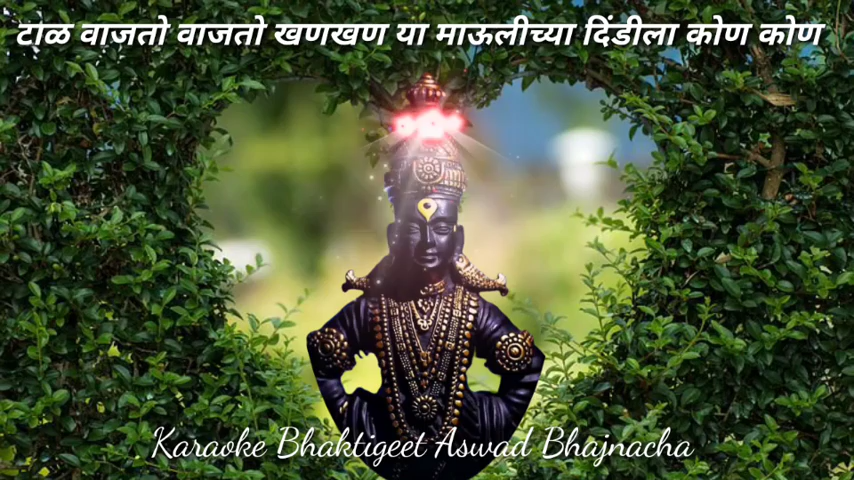 टाळ वाजतो वाजतो खणखण या माऊलीच्या दिंडीला कोण कोण
Karaoke Bhaktigeet Aswad Bhajnacha